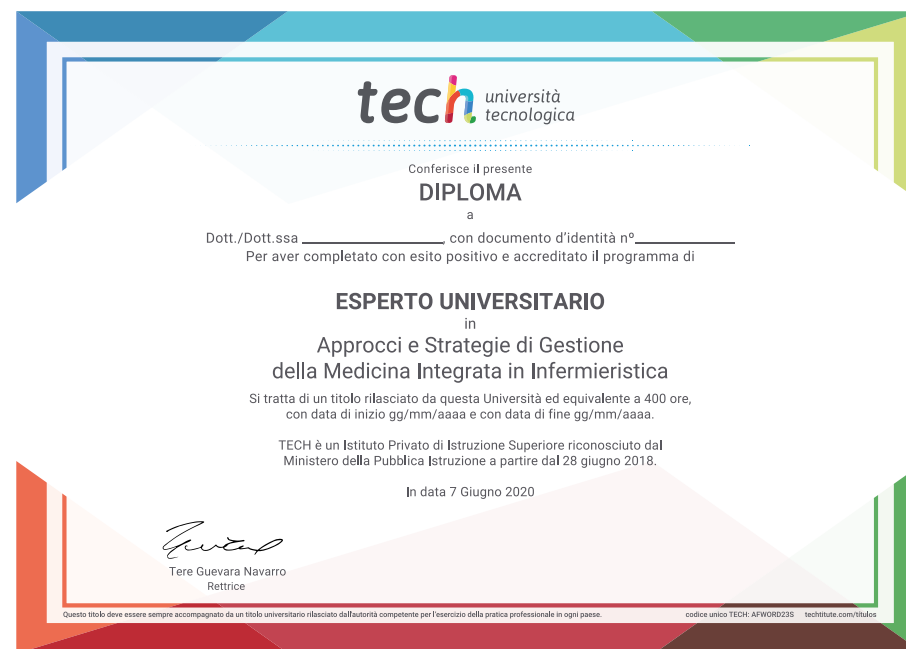 tech università
tecnologica
Conferisce il presente
DIPLOMA
a
Dott./Dott.ssa ____________________, con documento d'identità nº______________
Per aver completato con esito positivo e accreditato il programma di
ESPERTO UNIVERSITARIO
in
Approcci e Strategie di Gestione
della Medicina Integrata in Infermieristica
Si tratta di un titolo rilasciato da questa Università ed equivalente a 400 ore,
con data di inizio gg/mm/aaaa e con data di fine gg/mm/aaaa.
TECH è un Istituto Privato di Istruzione Superiore riconosciuto dal
Ministero della Pubblica Istruzione a partire dal 28 giugno 2018.
In data 7 Giugno 2020
Tere Guevara Navarro
Rettrice
Questo titolo deve essere sempre accompagnato da un titolo universitario rilasciato dall'autorità competente per l'esercizio della pratica professionale in ogni paese. codice unico TECH: AFWORD23S techtitute.com/titulos